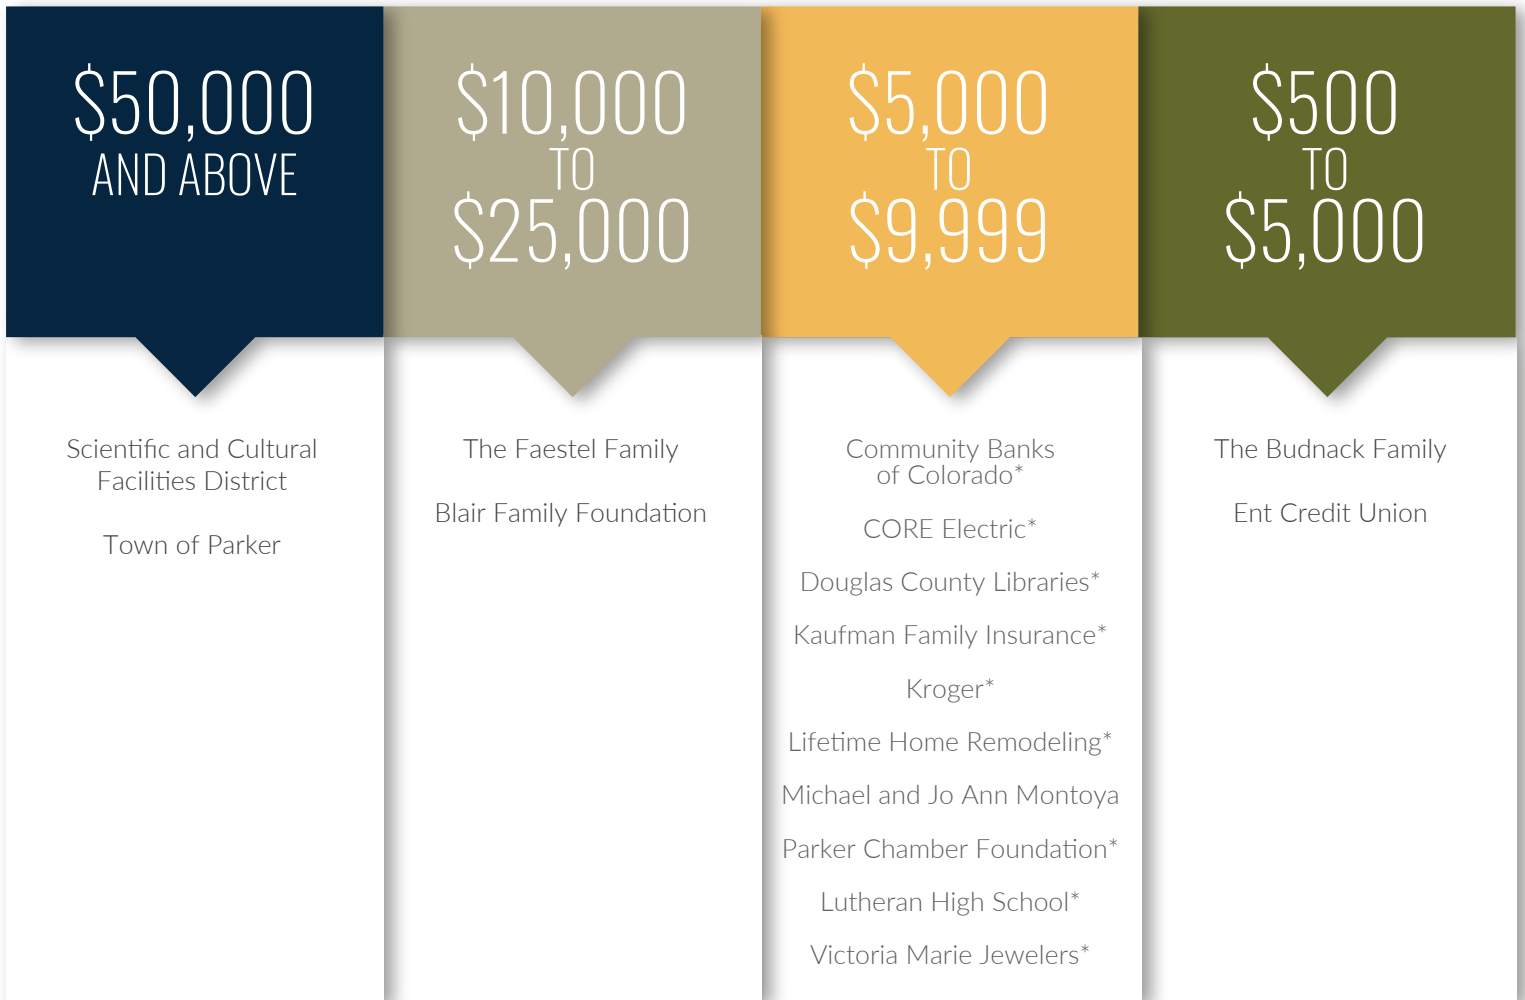 $50,000
AND ABOVE
Scientific and Cultural
Facilities District
Town of Parker
$10,000
TO
$25,000
The Faestel Family
Blair Family Foundation
$5,000
TO
$9,999
Community Banks
of Colorado*
CORE Electric*
Douglas County Libraries*
Kaufman Family Insurance*
Kroger*
Lifetime Home Remodeling*
Michael and Jo Ann Montoya
Parker Chamber Foundation*
Lutheran High School*
Victoria Marie Jewelers*
$500
TO
$5,000
The Budnack Family
Ent Credit Union